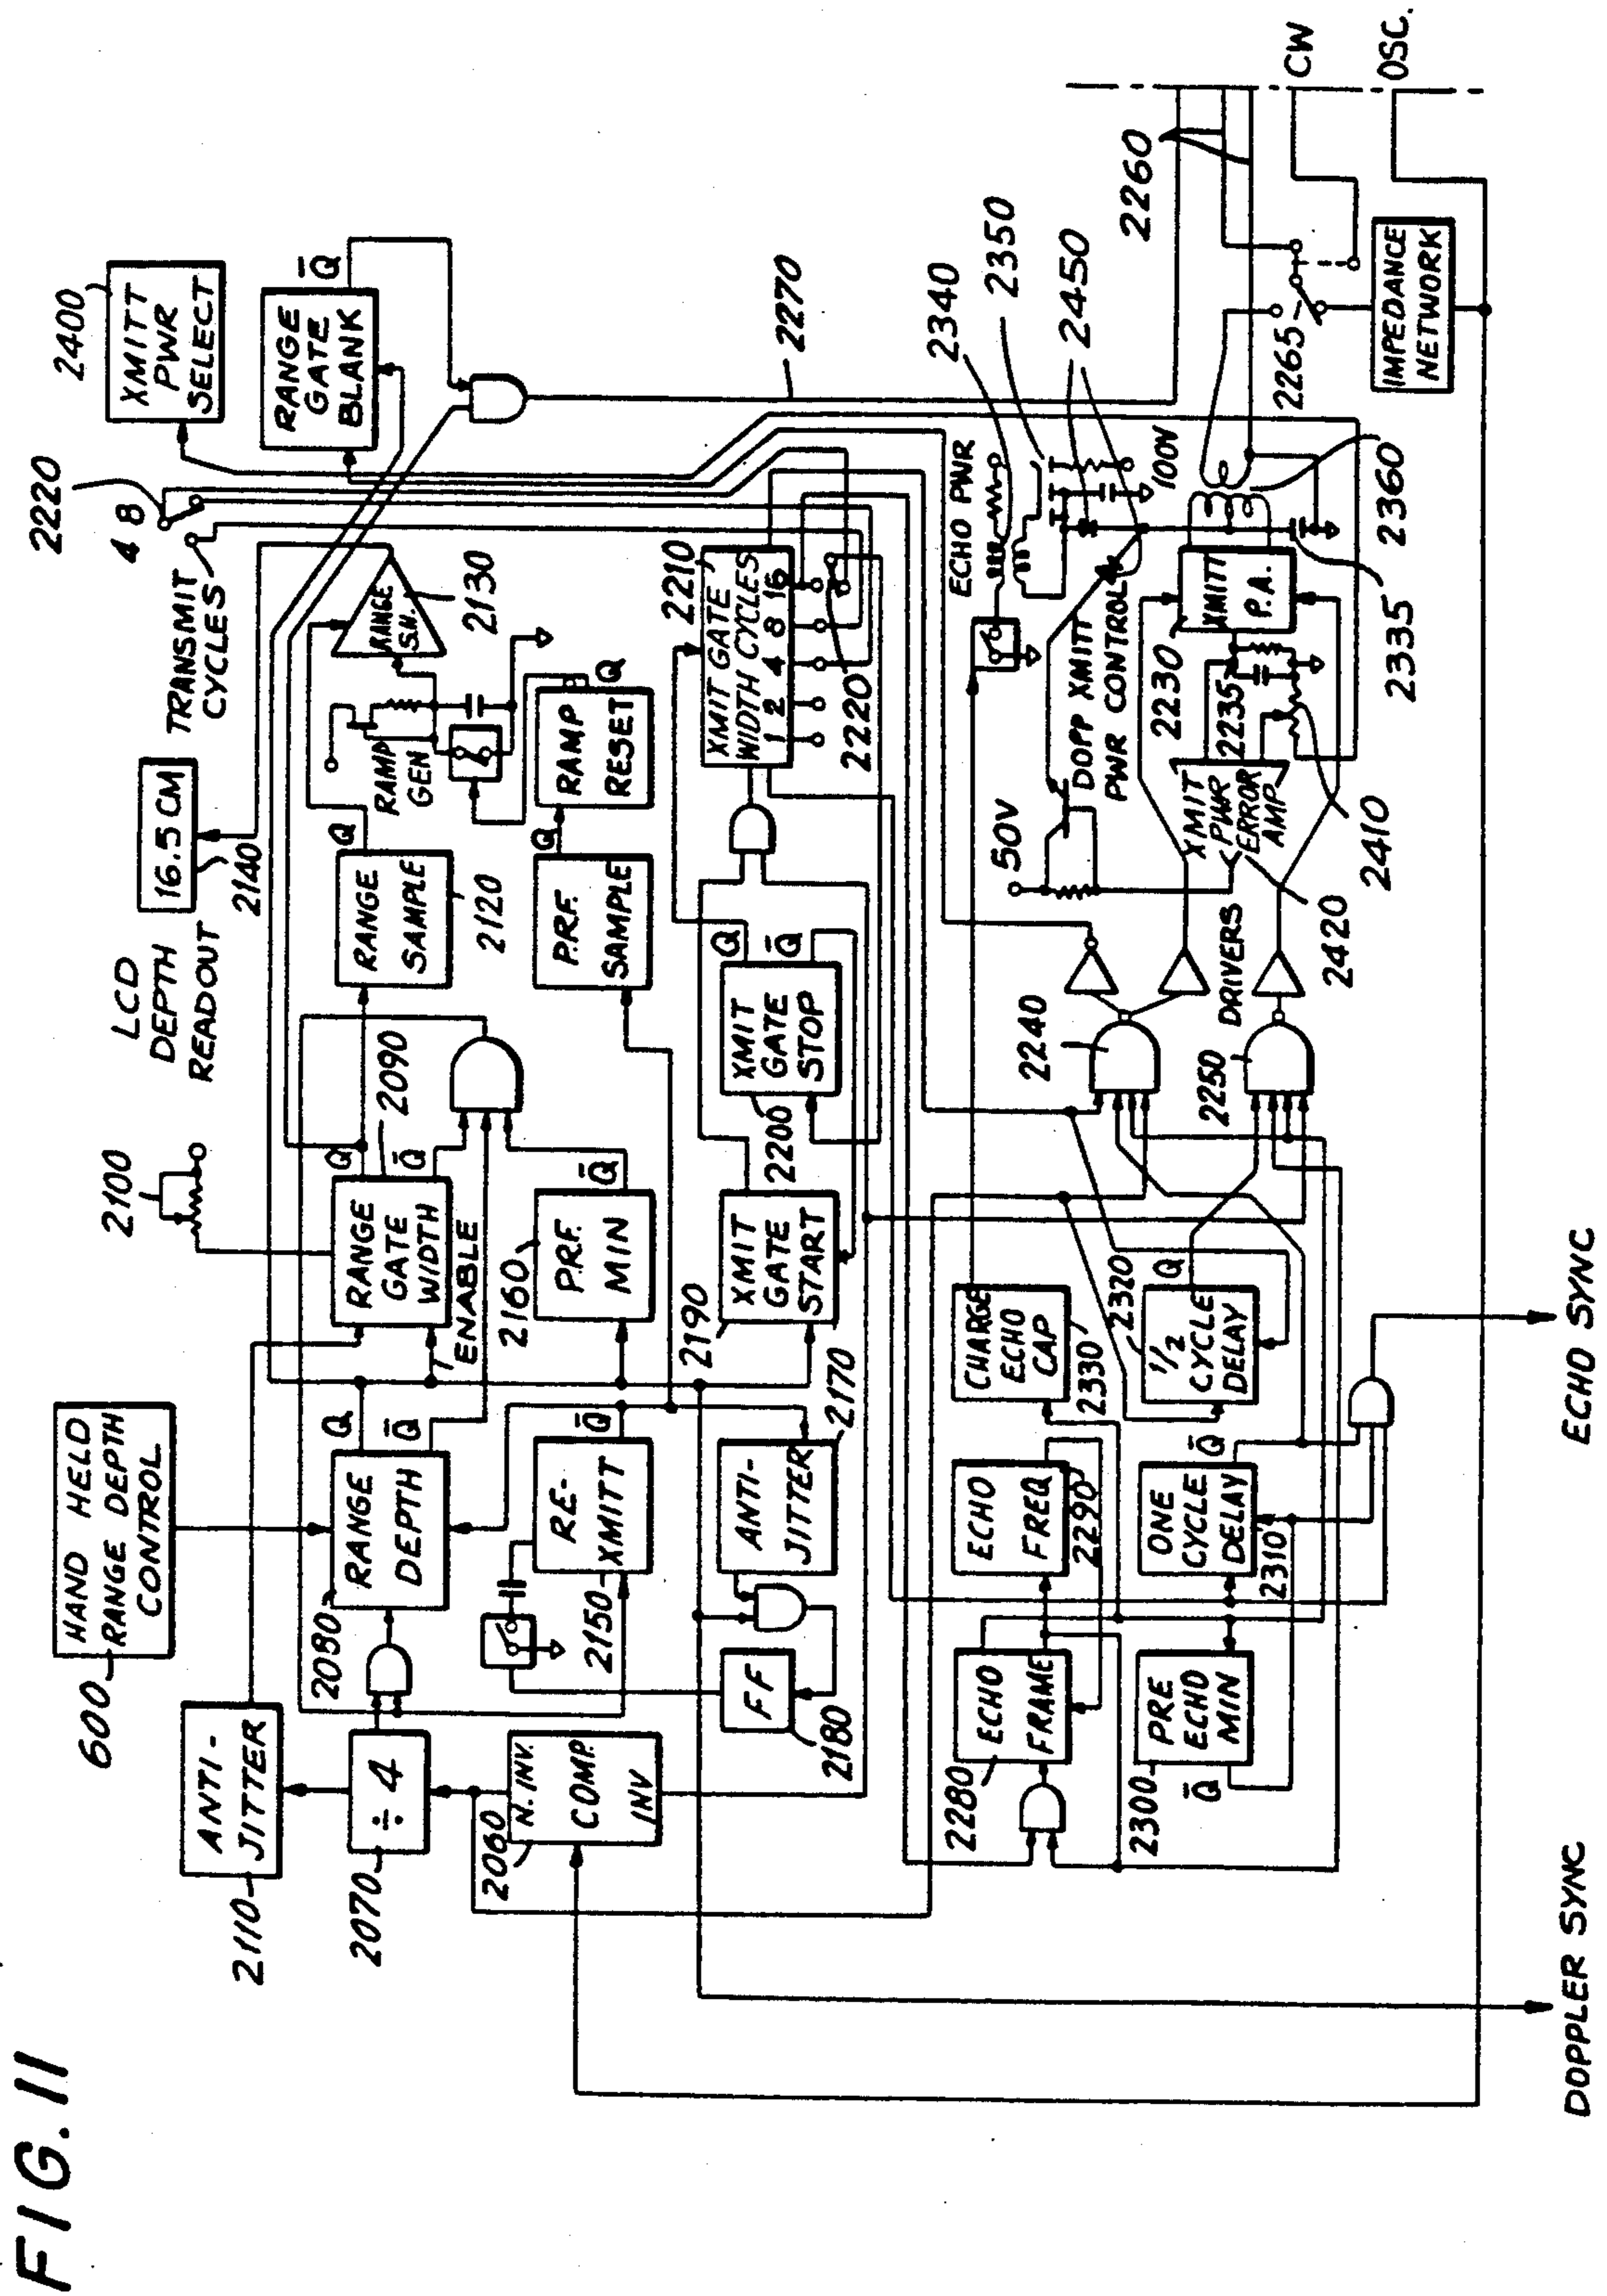 FIG. 11
HAND HELD
RANGE DEPTH
CONTROL
600
LCD
DEPTH
READOUT
16.5 CM
2140
TRANSMIT
CYCLES
4 8
2220
2400
XMITT
PWR
SELECT
2110
ANTI-
JITTER
2070
÷ 4
2080
RANGE
DEPTH
Q
Q̅
2100
RANGE
GATE
WIDTH
Q
Q̅
2090
ENABLE
RANGE
SAMPLE
Q
2120
RAMP
GEN
RANGE
S.H.
2130
RANGE
GATE
BLANK
Q̅
2060
N. INV.
COMP.
INV
2150
RE-
XMITT
Q̅
2160
P.R.F.
MIN
Q̅
P.R.F.
SAMPLE
Q
RAMP
RESET
Q
FF
2180
ANTI-
JITTER
2170
2190
XMIT
GATE
START
2200
XMIT
GATE
STOP
Q
Q̅
2210
XMIT GATE
WIDTH CYCLES
1 2 4 8 16
2220
2270
2280
ECHO
FRAME
ECHO
FREQ
2290
CHARGE
ECHO
CAP
2330
2300
PRE
ECHO
MIN
Q̅
ONE
CYCLE
DELAY
Q̅
2310
2320
1/2
CYCLE
DELAY
Q
2240
2250
DRIVERS
50V
DOPP XMITT
PWR CONTROL
ECHO PWR
2340
2350
2450
100V
XMIT
PWR
ERROR
AMP
2420
2410
2230
2235
XMITT
P.A.
2335
2360
2260
2265
IMPEDANCE
NETWORK
CW
OSC.
DOPPLER SYNC
ECHO SYNC